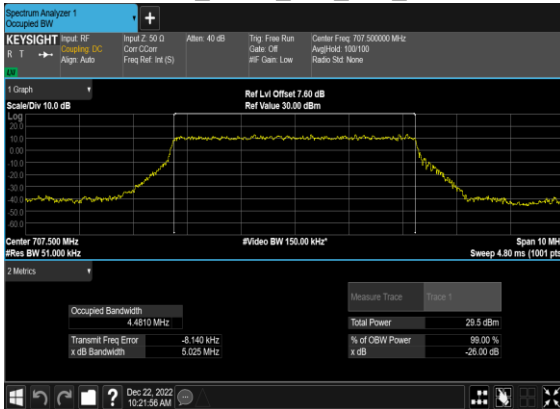 Spectrum Analyzer 1
Occupied BW
+
KEYSIGHT
R T
LXI
Input: RF
Coupling: DC
Align: Auto
Input Z: 50 Ω
Corr CCorr
Freq Ref: Int (S)
Atten: 40 dB
Trig: Free Run
Gate: Off
#IF Gain: Low
Center Freq: 707.500000 MHz
Avg|Hold: 100/100
Radio Std: None
1 Graph
Scale/Div 10.0 dB
Ref Lvl Offset 7.60 dB
Ref Value 30.00 dBm
Log
20.0
10.0
0.00
-10.0
-20.0
-30.0
-40.0
-50.0
-60.0
Center 707.500 MHz
#Res BW 51.000 kHz
#Video BW 150.00 kHz*
Span 10 MH
Sweep 4.80 ms (1001 pts
2 Metrics
Measure Trace
Trace 1
Occupied Bandwidth
4.4810 MHz
Total Power
29.5 dBm
Transmit Freq Error
-8.140 kHz
% of OBW Power
99.00 %
x dB Bandwidth
5.025 MHz
x dB
-26.00 dB
?
Dec 22, 2022
10:21:56 AM